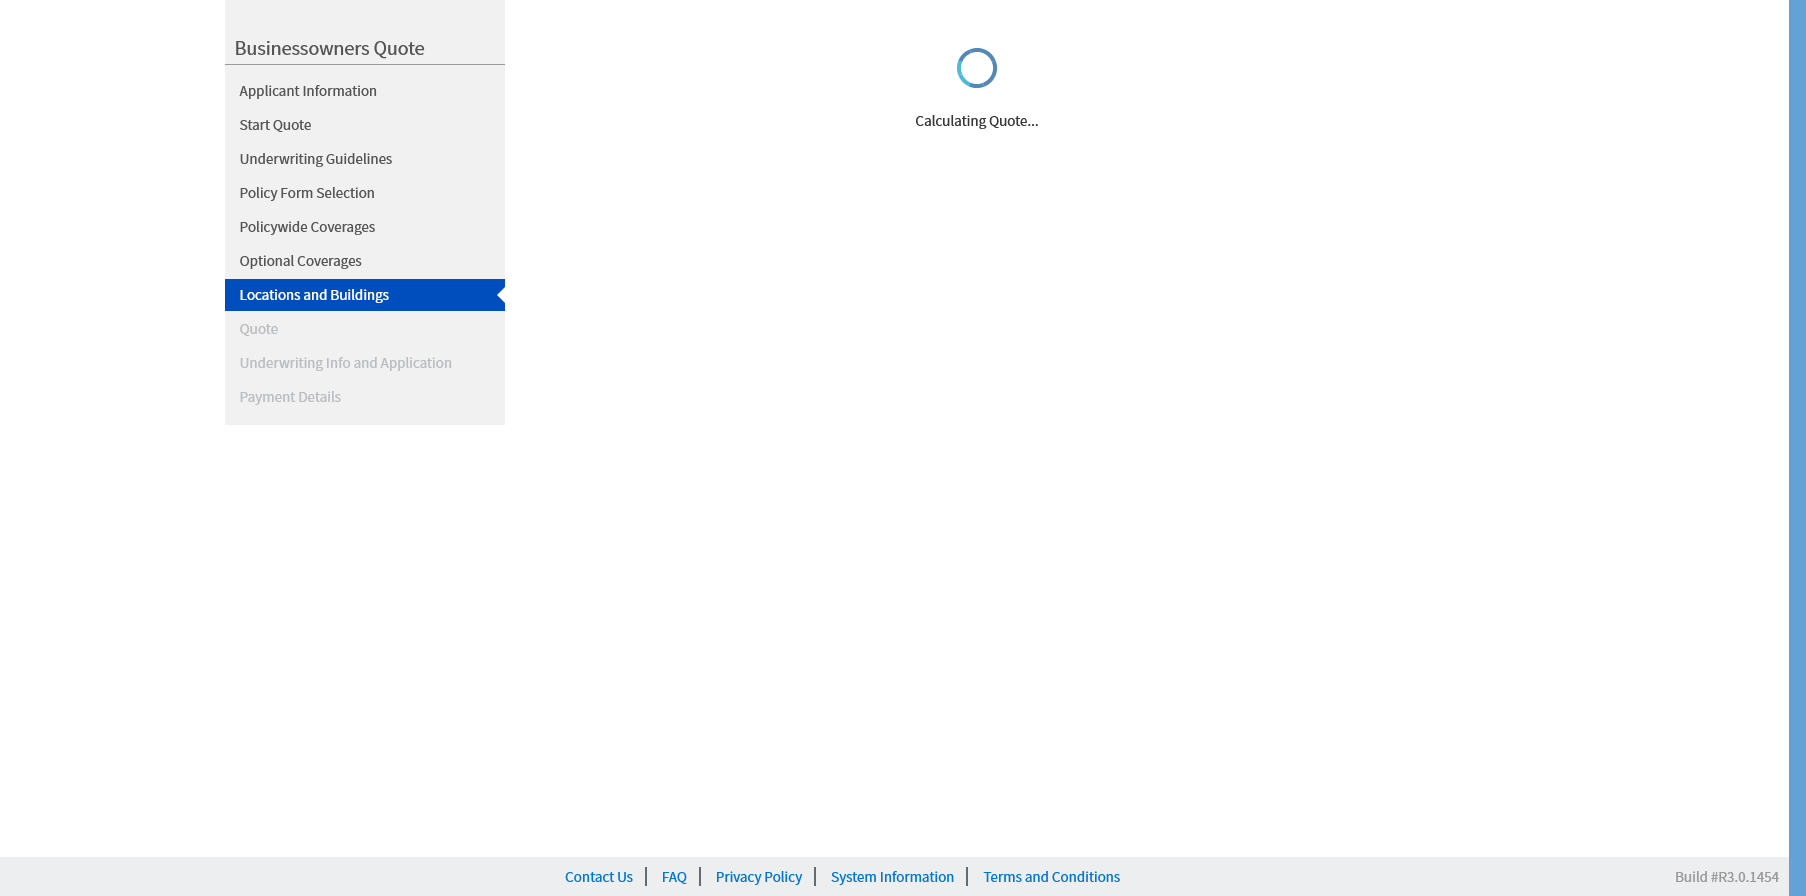 Businessowners Quote
Applicant Information
Start Quote
Underwriting Guidelines
Policy Form Selection
Policywide Coverages
Optional Coverages
Locations and Buildings
Quote
Underwriting Info and Application
Payment Details
Calculating Quote...
Contact Us | FAQ | Privacy Policy | System Information | Terms and Conditions
Build #R3.0.1454